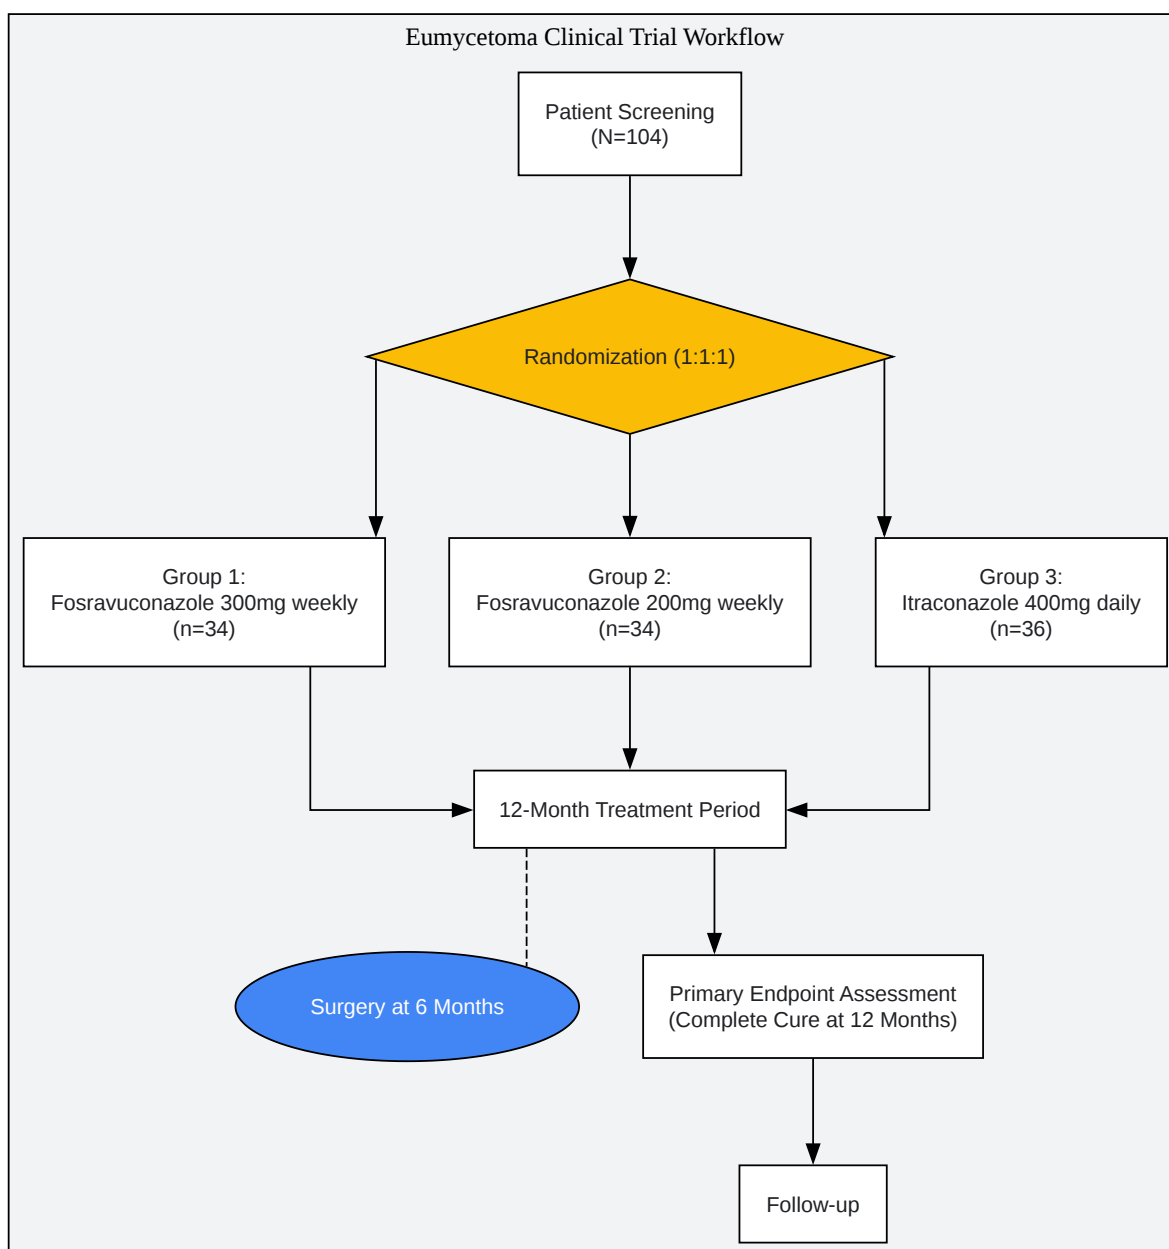 Eumycetoma Clinical Trial Workflow
Patient Screening
(N=104)
Randomization (1:1:1)
Group 1:
Fosravuconazole 300mg weekly
(n=34)
Group 2:
Fosravuconazole 200mg weekly
(n=34)
Group 3:
Itraconazole 400mg daily
(n=36)
12-Month Treatment Period
Surgery at 6 Months
Primary Endpoint Assessment
(Complete Cure at 12 Months)
Follow-up